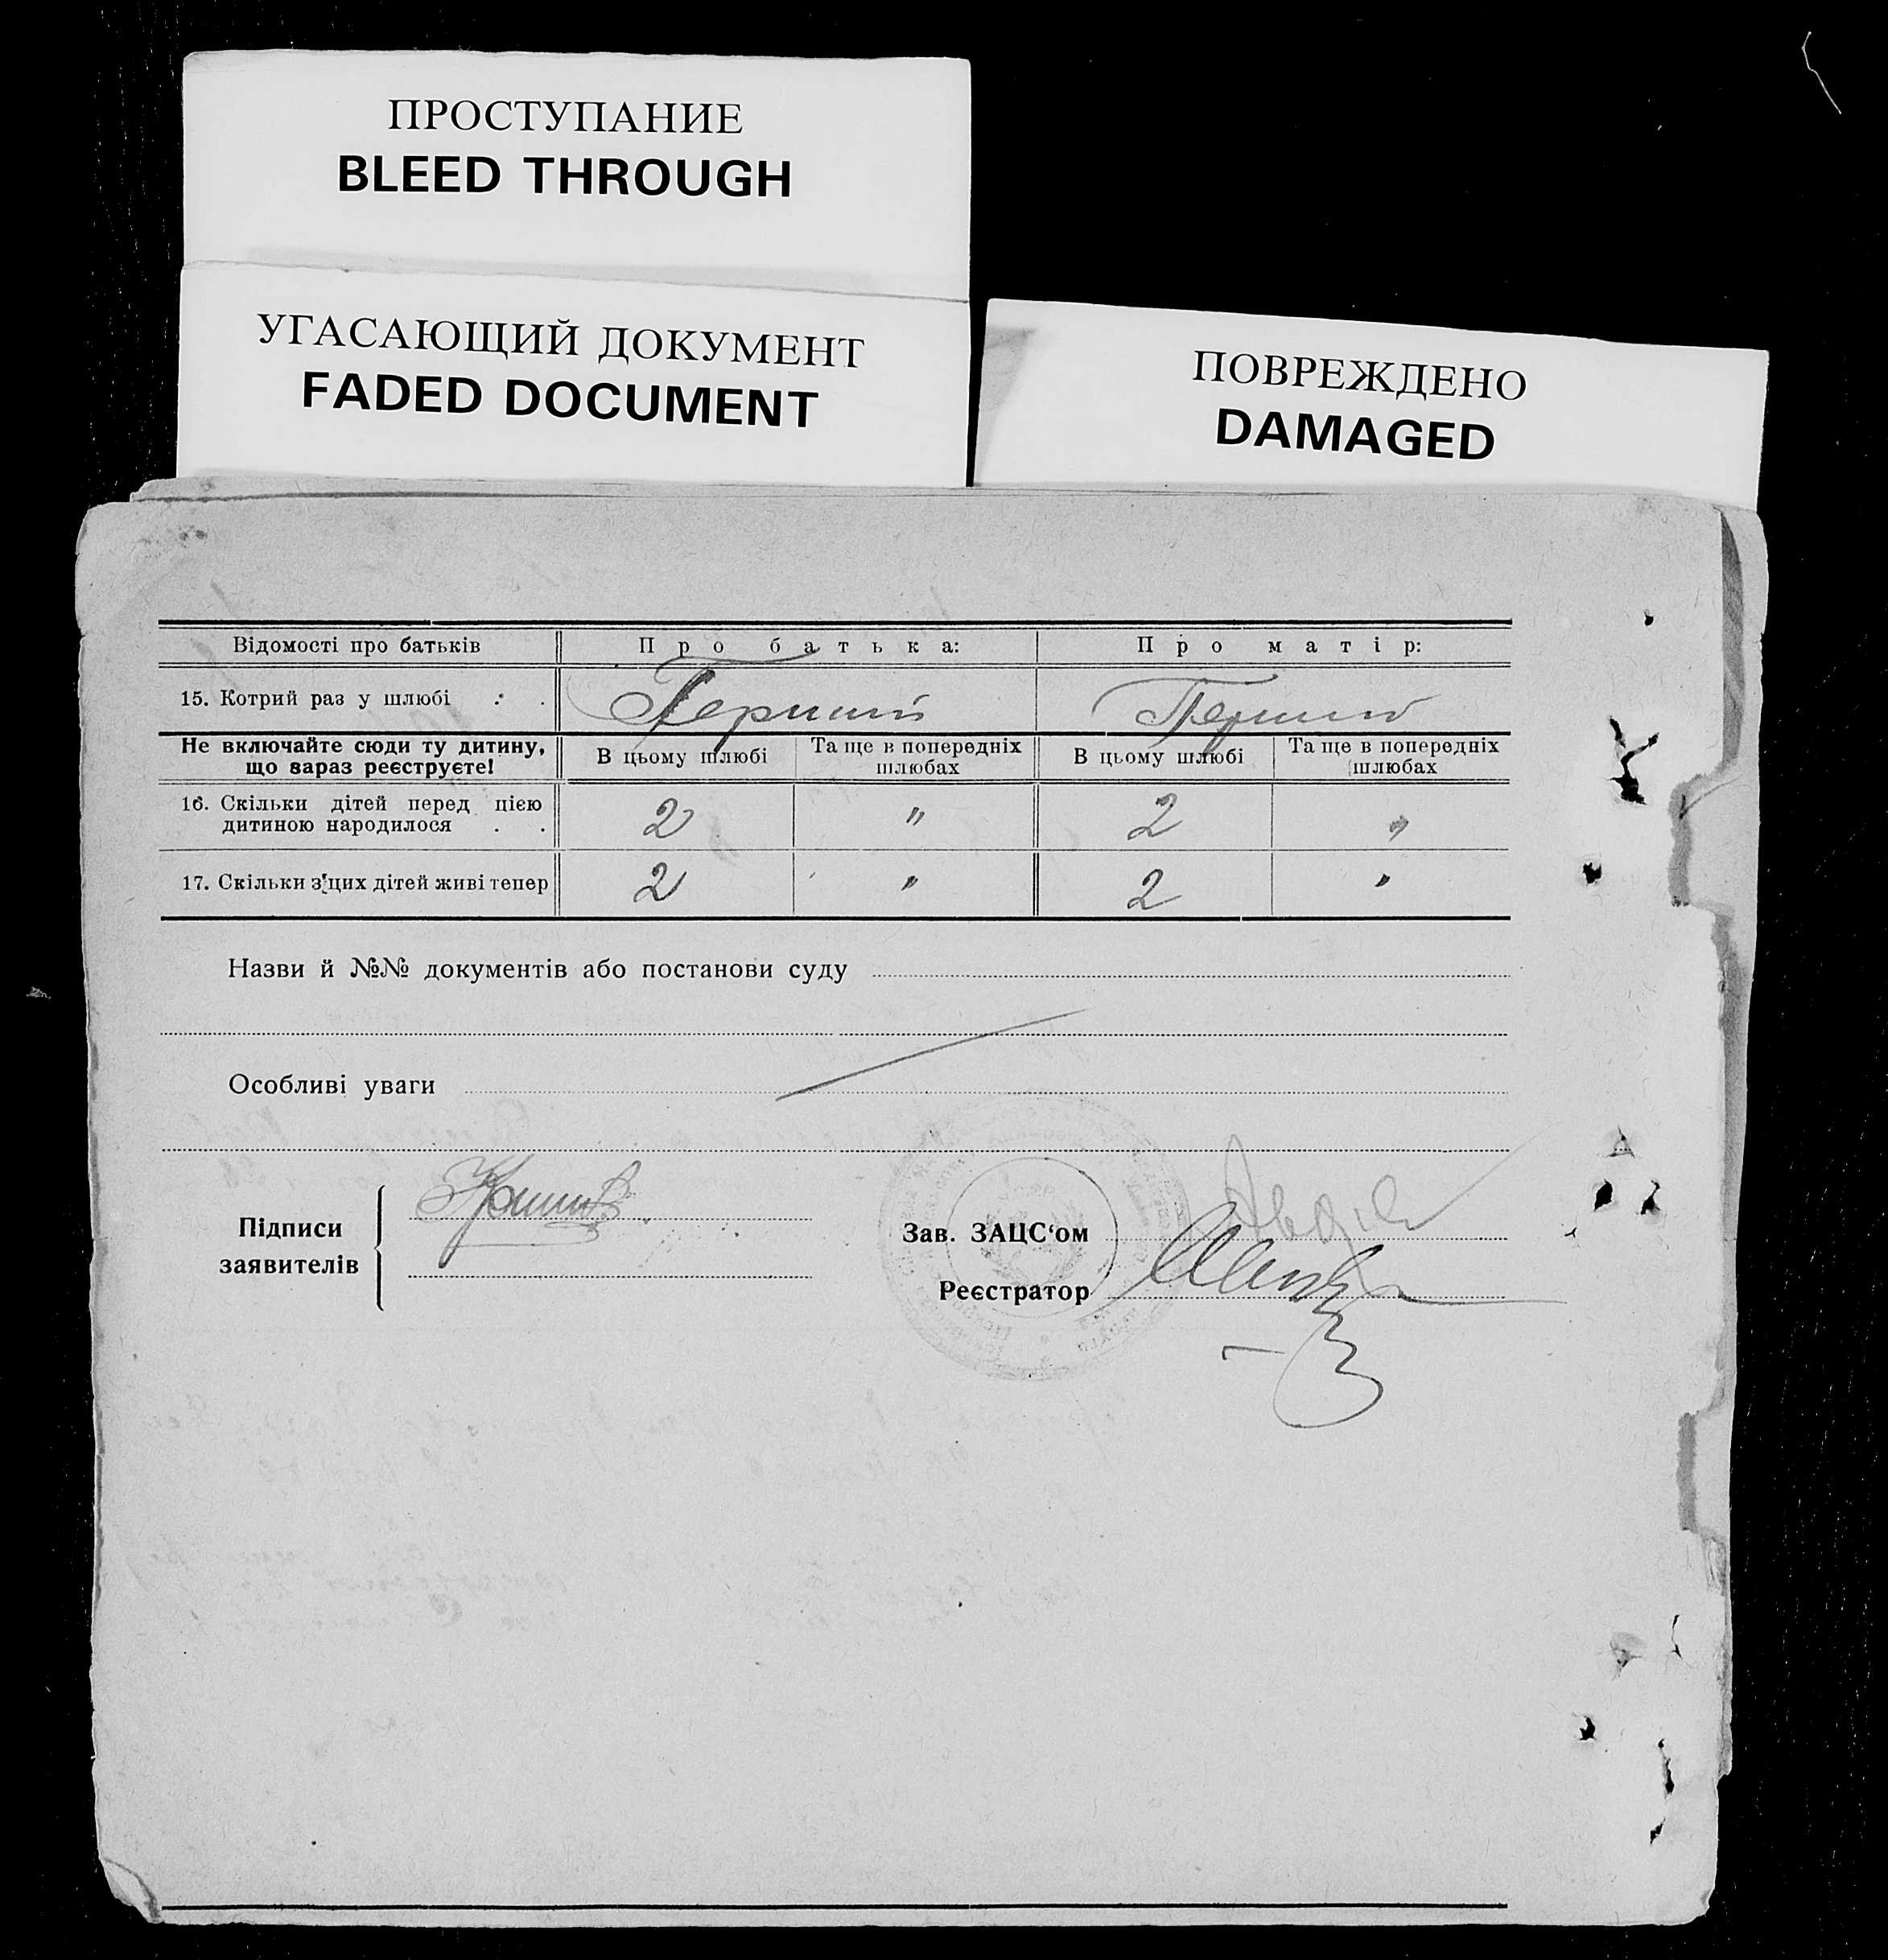 ПРОСТУПАНИЕ
BLEED THROUGH
УГАСАЮЩИЙ ДОКУМЕНТ
FADED DOCUMENT
ПОВРЕЖДЕНО
DAMAGED
Відомості про батьків Про батька: Про матір:
15. Котрий раз у шлюбі . . Перший Перший
Не включайте сюди ту дитину, що зараз реєструєте! В цьому шлюбі Та ще в попередніх шлюбах В цьому шлюбі Та ще в попередніх шлюбах
16. Скільки дітей перед цією
дитиною народилося . . 2 " 2 "
17. Скільки з цих дітей живі тепер 2 " 2 "
Назви й №№ документів або постанови суду
Особливі уваги
Підписи
заявителів
Зав. ЗАЦС‘ом
Реєстратор